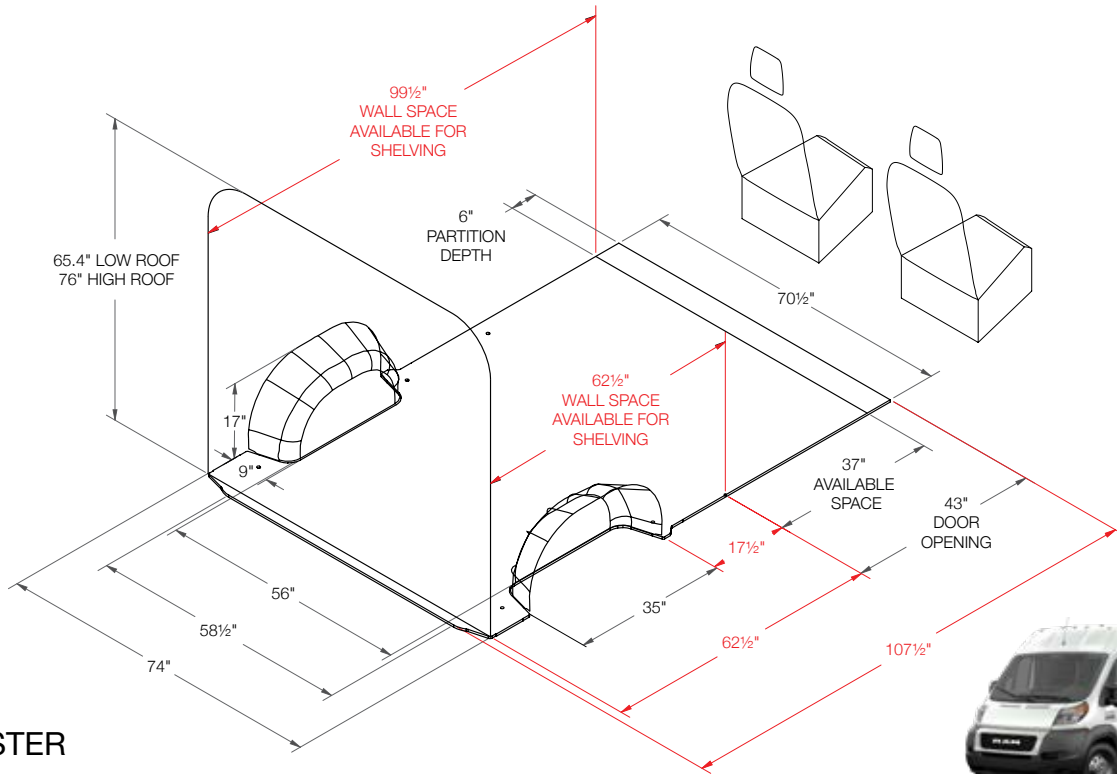 99½"
WALL SPACE
AVAILABLE FOR
SHELVING
6"
PARTITION
DEPTH
65.4" LOW ROOF
76" HIGH ROOF
70½"
62½"
WALL SPACE
AVAILABLE FOR
SHELVING
17"
9"
37"
AVAILABLE
SPACE
43"
DOOR
OPENING
17½"
56"
35"
58½"
62½"
107½"
74"
STER
RAM